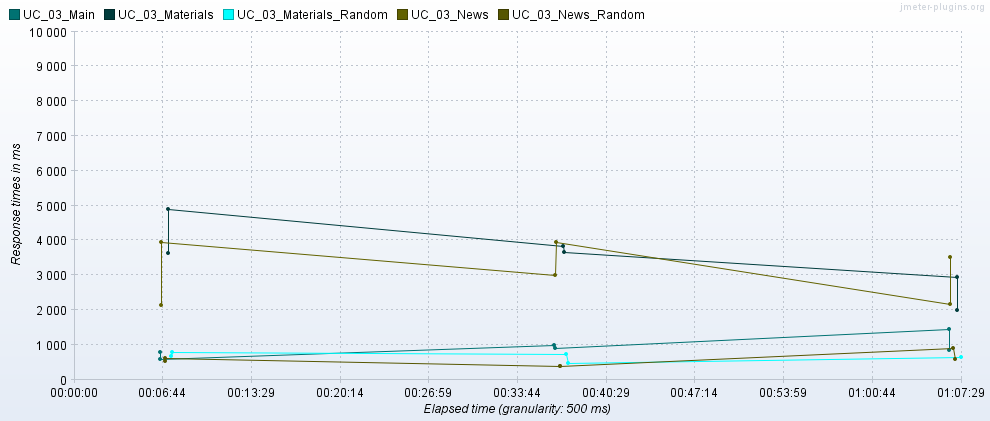 UC_03_Main UC_03_Materials UC_03_Materials_Random UC_03_News UC_03_News_Random
jmeter-plugins.org
10 000
9 000
8 000
7 000
6 000
5 000
4 000
3 000
2 000
1 000
0
Response times in ms
00:00:00 00:06:44 00:13:29 00:20:14 00:26:59 00:33:44 00:40:29 00:47:14 00:53:59 01:00:44 01:07:29
Elapsed time (granularity: 500 ms)